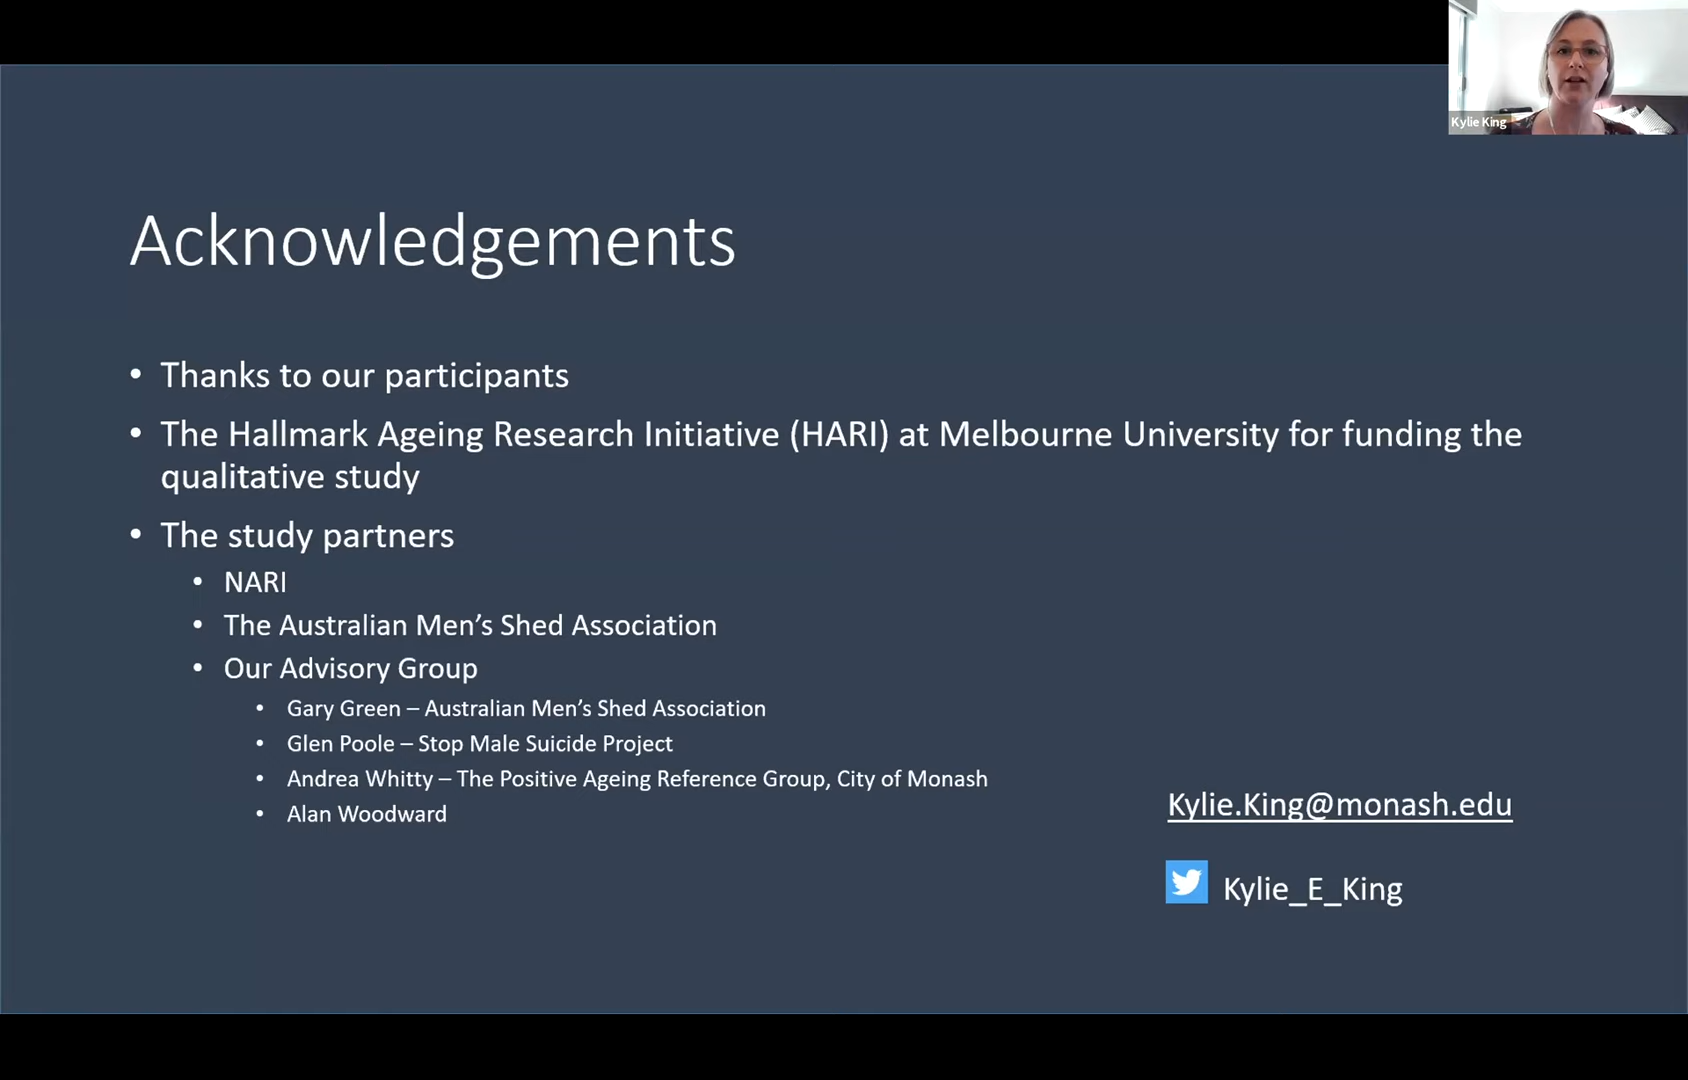 Kylie King
Acknowledgements
• Thanks to our participants
• The Hallmark Ageing Research Initiative (HARI) at Melbourne University for funding the
qualitative study
• The study partners
• NARI
• The Australian Men’s Shed Association
• Our Advisory Group
• Gary Green – Australian Men’s Shed Association
• Glen Poole – Stop Male Suicide Project
• Andrea Whitty – The Positive Ageing Reference Group, City of Monash
• Alan Woodward
Kylie.King@monash.edu
Kylie_E_King